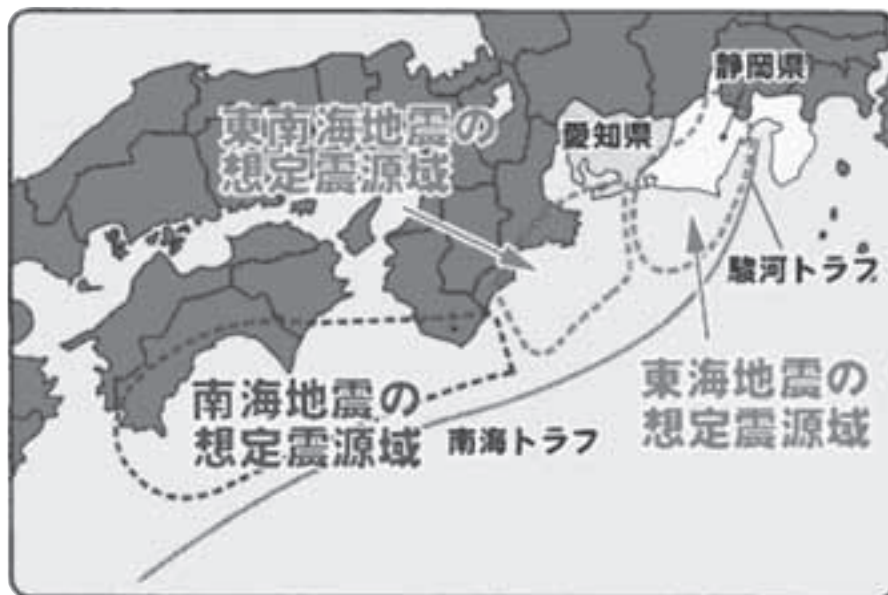 静岡県
愛知県
東南海地震の
想定震源域
駿河トラフ
東海地震の
想定震源域
南海地震の
想定震源域
南海トラフ